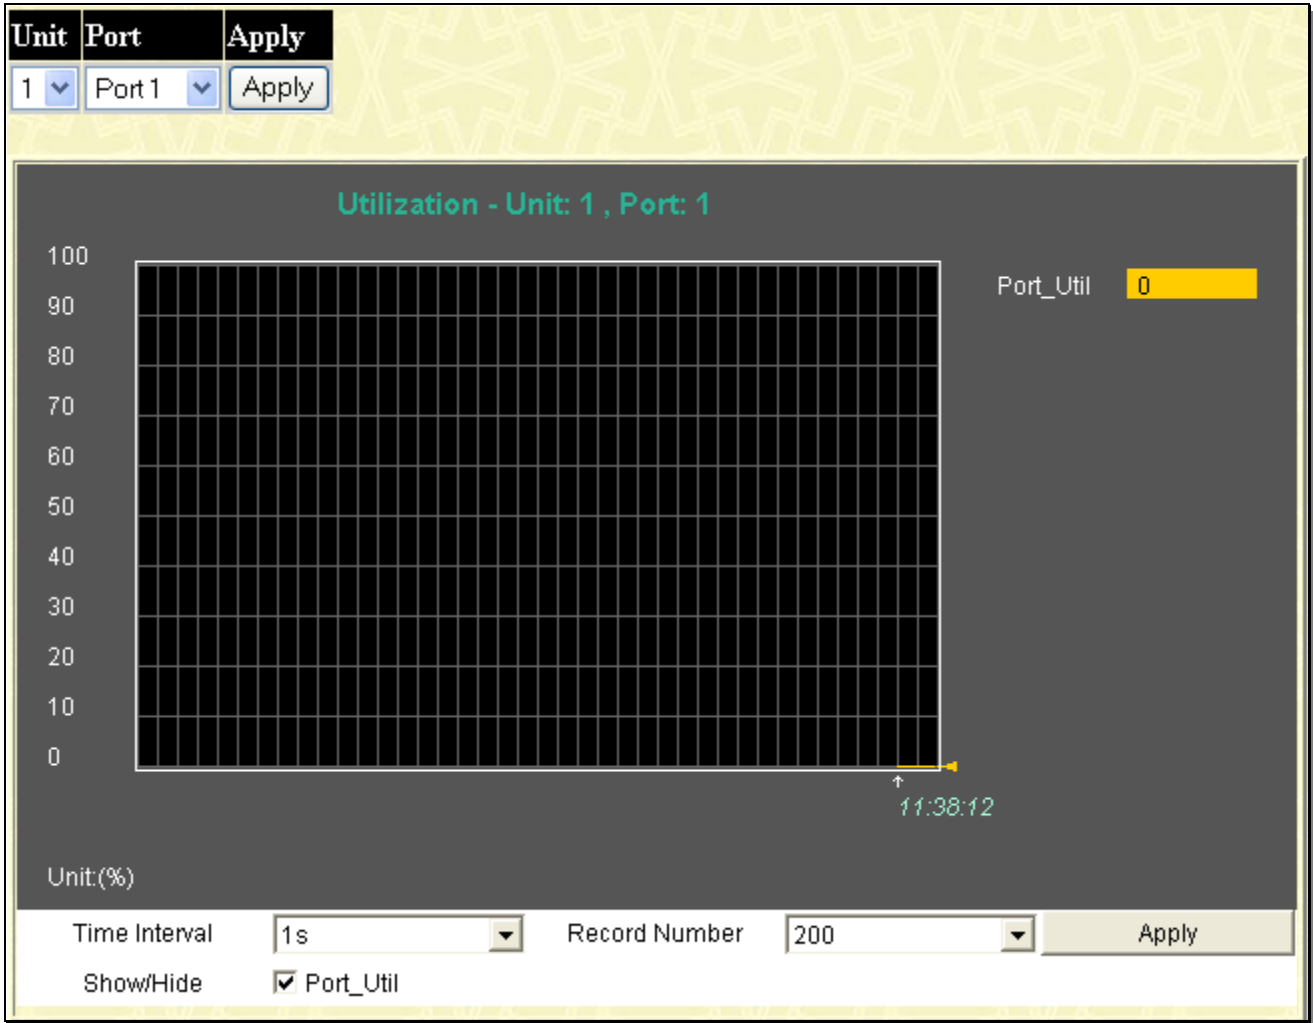 Unit Port Apply
1 Port 1 Apply
Utilization - Unit: 1 , Port: 1
100
Port_Util 0
90
80
70
60
50
40
30
20
10
0
11:38:12
Unit:(%)
Time Interval 1s Record Number 200 Apply
Show/Hide Port_Util